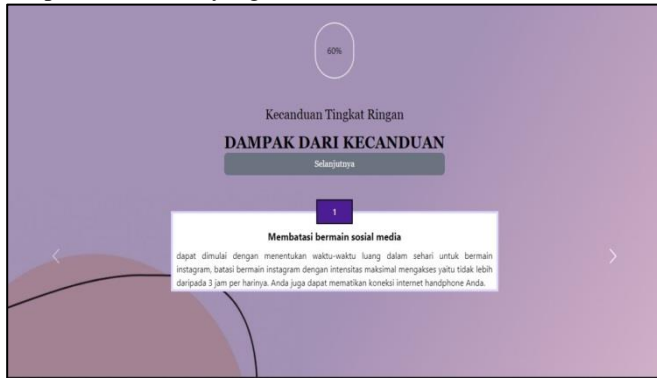 60%
Kecanduan Tingkat Ringan
DAMPAK DARI KECANDUAN
Selanjutnya
1
Membatasi bermain sosial media
dapat dimulai dengan menentukan waktu-waktu luang dalam sehari untuk bermain
instagram, batasi bermain instagram dengan intensitas maksimal mengakses yaitu tidak lebih
daripada 3 jam per harinya. Anda juga dapat mematikan koneksi internet handphone Anda.